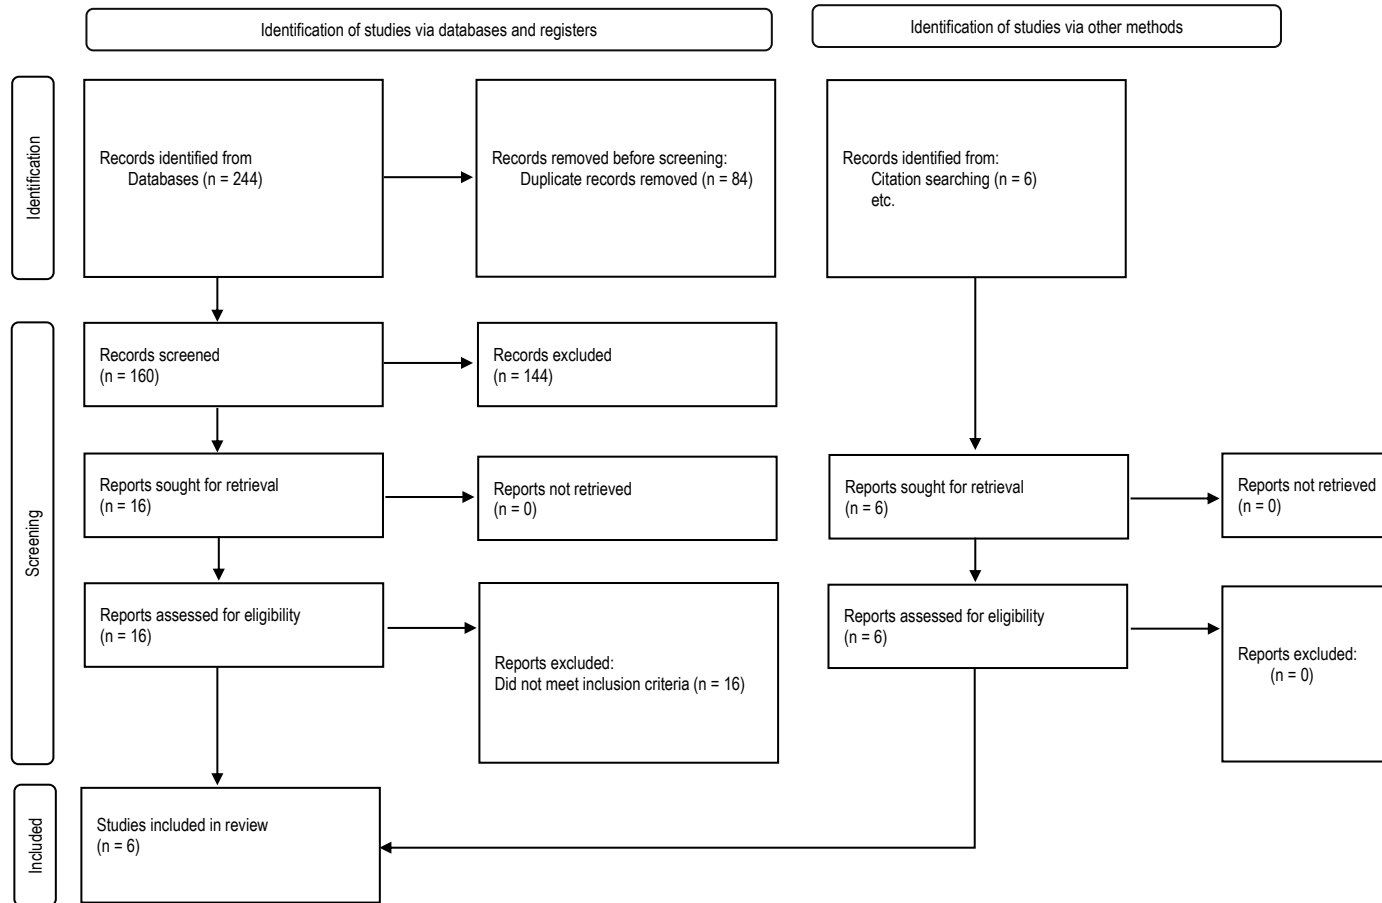 Identification of studies via databases and registers
Identification of studies via other methods
Identification
Records identified from
Databases (n = 244)
Records removed before screening:
Duplicate records removed (n = 84)
Records identified from:
Citation searching (n = 6)
etc.
Screening
Records screened
(n = 160)
Records excluded
(n = 144)
Reports sought for retrieval
(n = 16)
Reports not retrieved
(n = 0)
Reports sought for retrieval
(n = 6)
Reports not retrieved
(n = 0)
Reports assessed for eligibility
(n = 16)
Reports excluded:
Did not meet inclusion criteria (n = 16)
Reports assessed for eligibility
(n = 6)
Reports excluded:
(n = 0)
Included
Studies included in review
(n = 6)